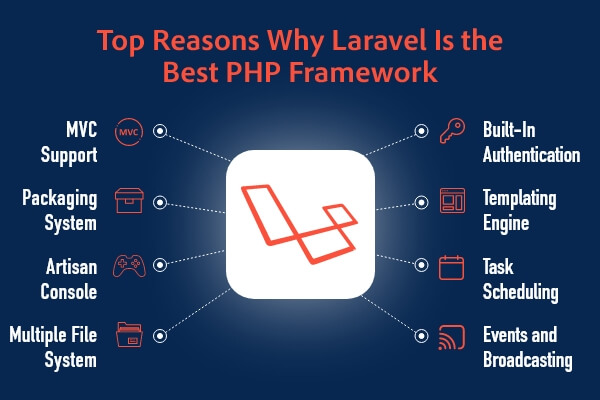 Top Reasons Why Laravel Is the
Best PHP Framework
MVC
Support
MVC
Packaging
System
Artisan
Console
Multiple File
System
Built-In
Authentication
Templating
Engine
Task
Scheduling
Events and
Broadcasting